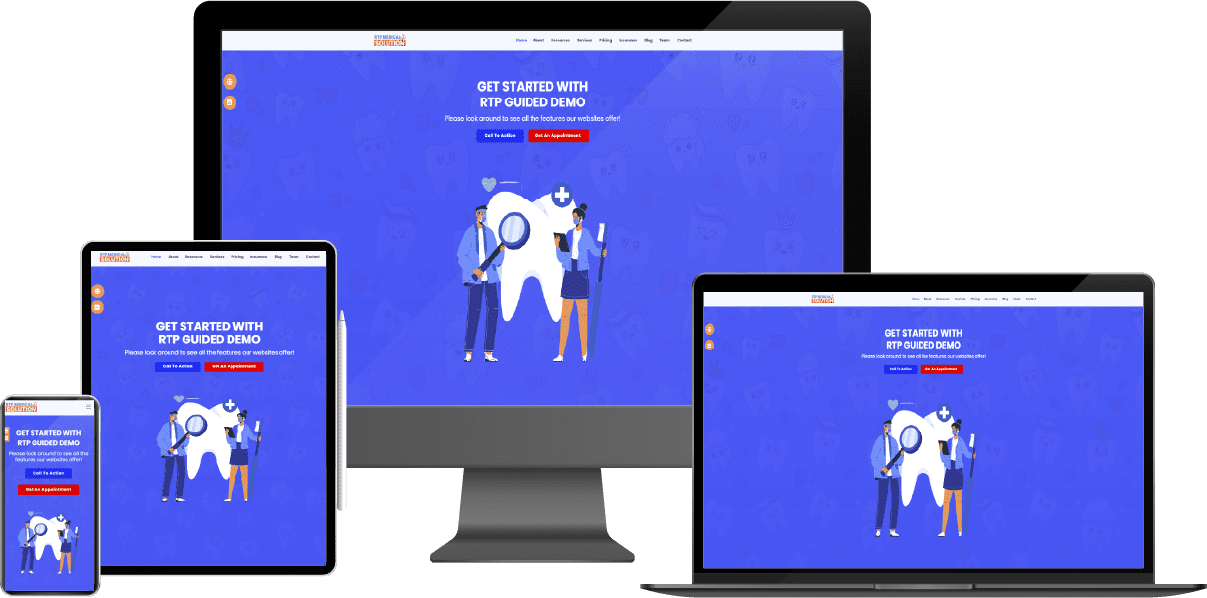 RTP MEDICAL
SOLUTION
Home About Resources Services Pricing Insurance Blog Team Contact
GET STARTED WITH
RTP GUIDED DEMO
Please look around to see all the features our websites offer!
Call To Action Get An Appointment
RTP MEDICAL
SOLUTION
Home About Resources Services Pricing Insurance Blog Team Contact
GET STARTED WITH
RTP GUIDED DEMO
Please look around to see all the features our websites offer!
Call To Action Get An Appointment
RTP MEDICAL
SOLUTION
Home About Resources Services Pricing Insurance Blog Team Contact
GET STARTED WITH
RTP GUIDED DEMO
Please look around to see all the features our websites offer!
Call To Action Get An Appointment
RTP MEDICAL
SOLUTION
GET STARTED WITH
RTP GUIDED DEMO
Please look around to see all the
features our websites offer!
Call To Action
Get An Appointment